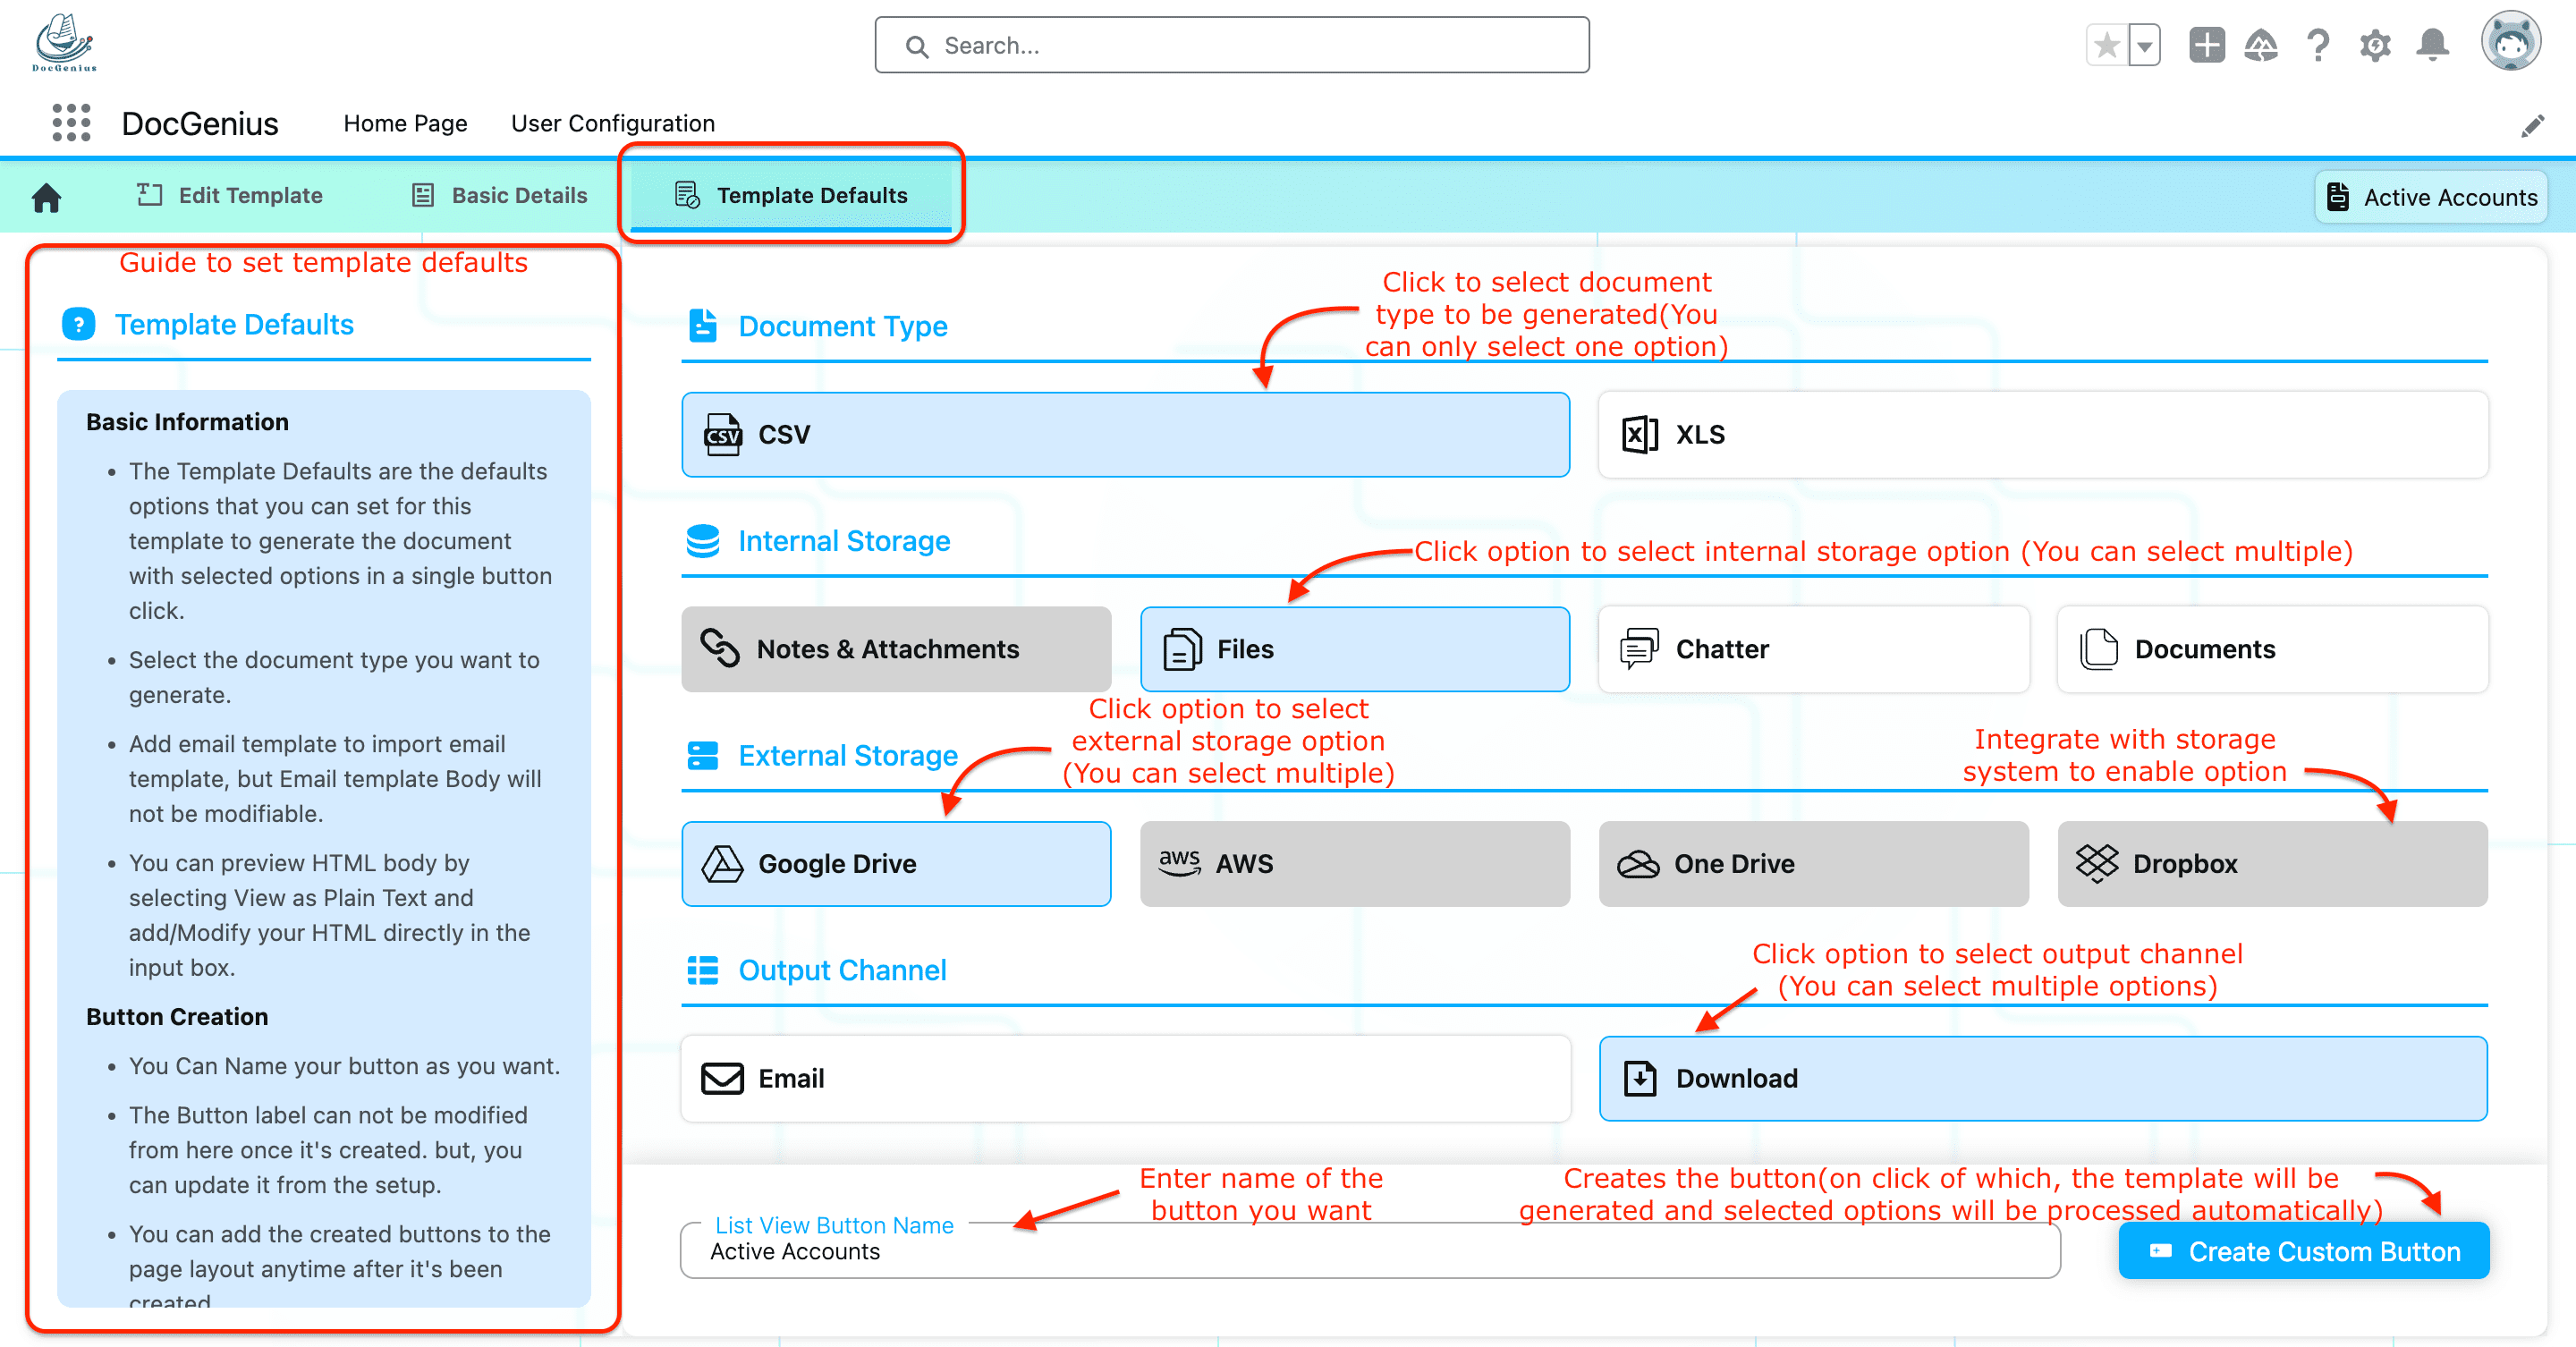 DocGenius
Search...
DocGenius
Home Page
User Configuration
Edit Template
Basic Details
Template Defaults
Active Accounts
Guide to set template defaults
Template Defaults
Basic Information
• The Template Defaults are the defaults
options that you can set for this
template to generate the document
with selected options in a single button
click.
• Select the document type you want to
generate.
• Add email template to import email
template, but Email template Body will
not be modifiable.
• You can preview HTML body by
selecting View as Plain Text and
add/Modify your HTML directly in the
input box.
Button Creation
• You Can Name your button as you want.
• The Button label can not be modified
from here once it's created. but, you
can update it from the setup.
• You can add the created buttons to the
page layout anytime after it's been
created
Document Type
Click to select document
type to be generated(You
can only select one option)
CSV
CSV
XLS
Internal Storage
Click option to select internal storage option (You can select multiple)
Notes & Attachments
Files
Chatter
Documents
External Storage
Click option to select
external storage option
(You can select multiple)
Integrate with storage
system to enable option
Google Drive
aws
AWS
One Drive
Dropbox
Output Channel
Click option to select output channel
(You can select multiple options)
Email
Download
Enter name of the
button you want
Creates the button(on click of which, the template will be
generated and selected options will be processed automatically)
List View Button Name
Active Accounts
Create Custom Button